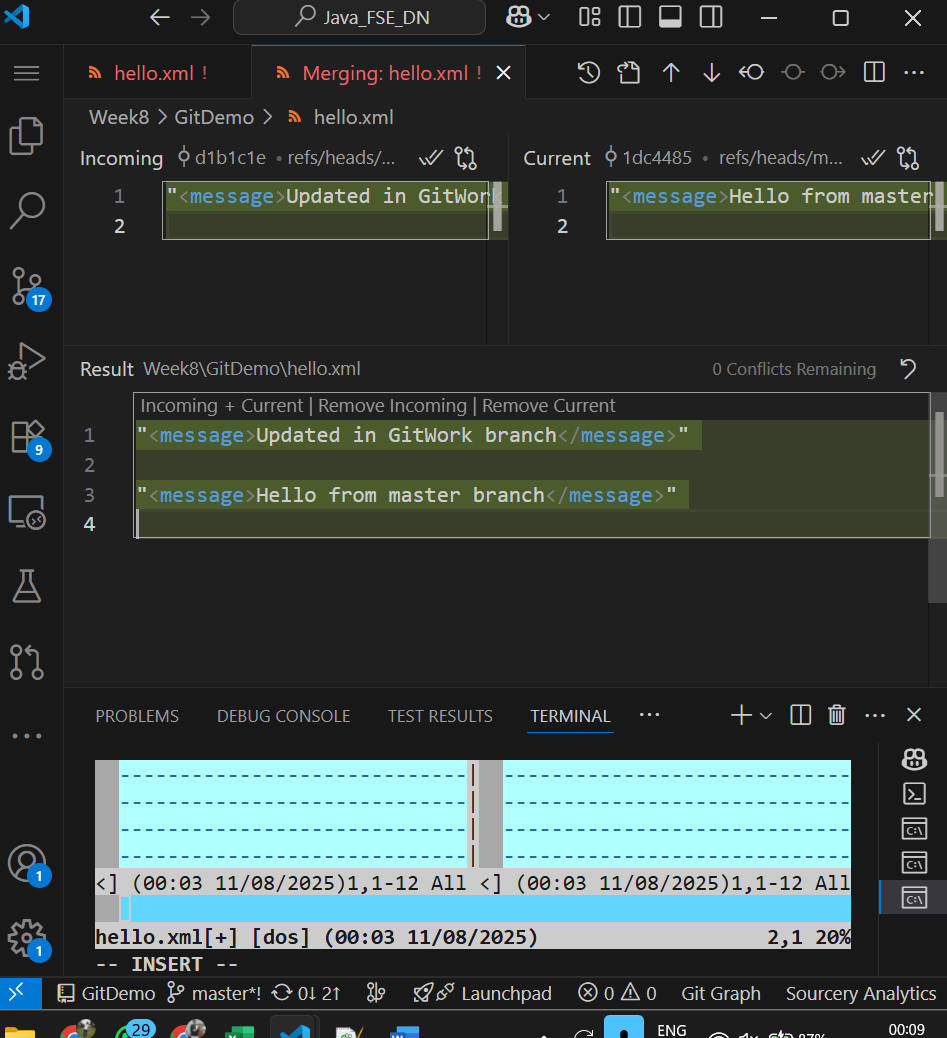 Java_FSE_DN
hello.xml !
Merging: hello.xml !
Week8 > GitDemo > hello.xml
Incoming d1b1c1e • refs/heads/...
Current 1dc4485 • refs/heads/m...
1 "<message>Updated in GitWork
2
1 "<message>Hello from master
2
17
9
Result Week8\GitDemo\hello.xml 0 Conflicts Remaining
Incoming + Current | Remove Incoming | Remove Current
1 "<message>Updated in GitWork branch</message>"
2
3 "<message>Hello from master branch</message>"
4
PROBLEMS DEBUG CONSOLE TEST RESULTS TERMINAL ...
-----------------------------|-----------------------------
-----------------------------|-----------------------------
-----------------------------|-----------------------------
-----------------------------|-----------------------------
<] (00:03 11/08/2025)1,1-12 All <] (00:03 11/08/2025)1,1-12 All
hello.xml[+] [dos] (00:03 11/08/2025) 2,1 20%
-- INSERT --
1
1
GitDemo master*! 0↓ 2↑ Launchpad 0 0 Git Graph Sourcery Analytics
29
ENG
87%
00:09